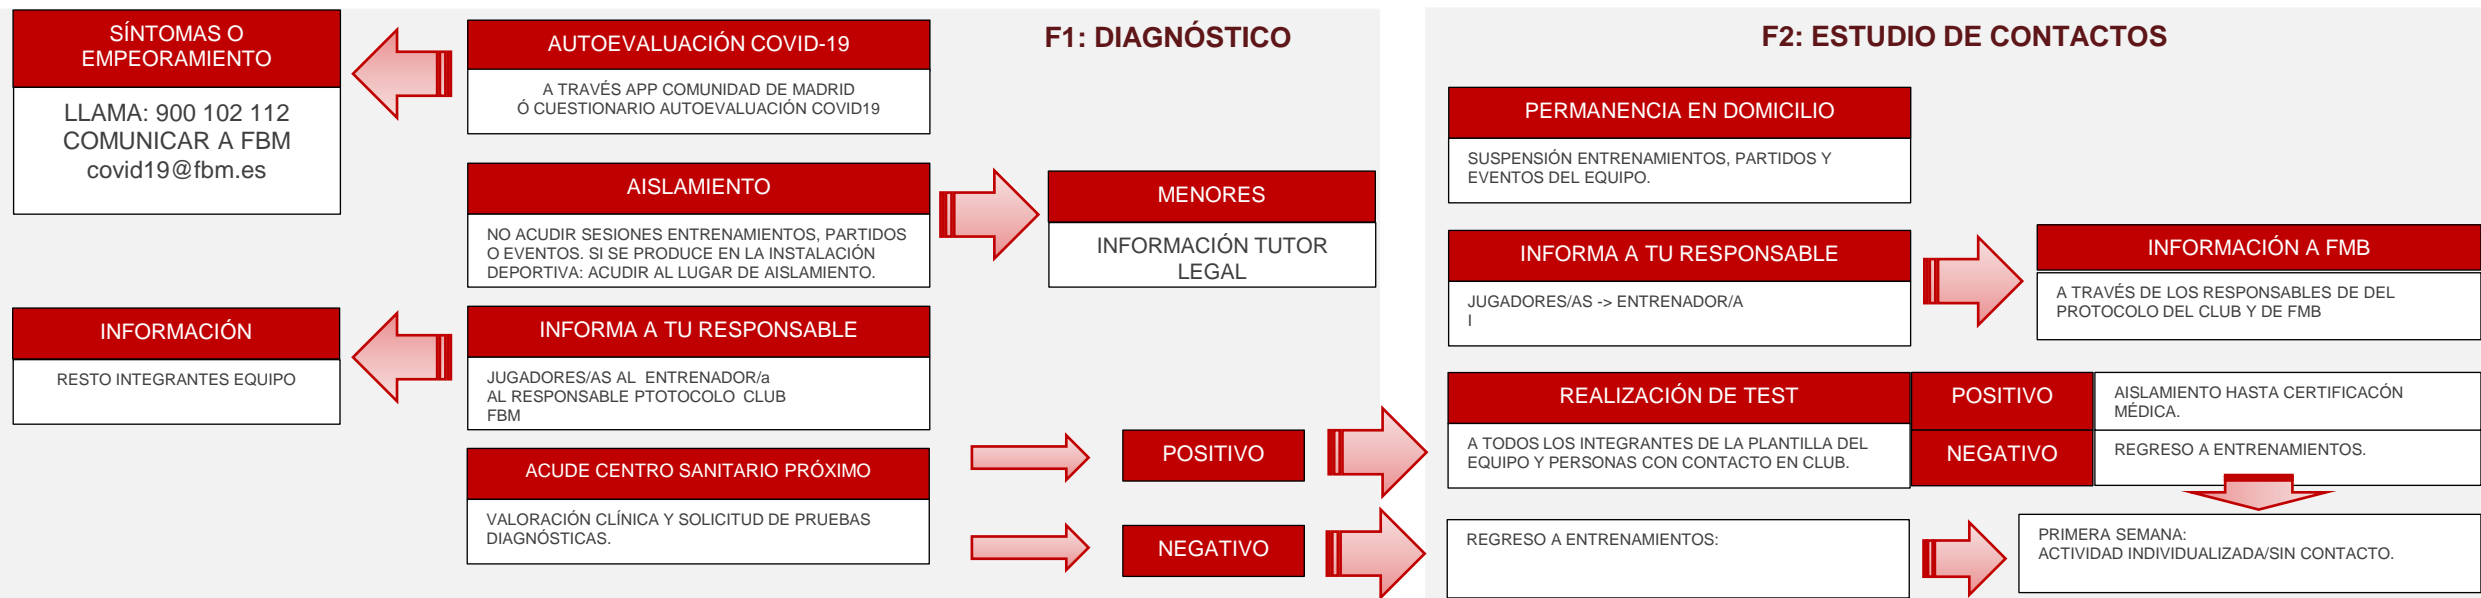 F1: DIAGNÓSTICO
SÍNTOMAS O
EMPEORAMIENTO
LLAMA: 900 102 112
COMUNICAR A FBM
covid19@fbm.es
AUTOEVALUACIÓN COVID-19
A TRAVÉS APP COMUNIDAD DE MADRID
Ó CUESTIONARIO AUTOEVALUACIÓN COVID19
AISLAMIENTO
NO ACUDIR SESIONES ENTRENAMIENTOS, PARTIDOS
O EVENTOS. SI SE PRODUCE EN LA INSTALACIÓN
DEPORTIVA: ACUDIR AL LUGAR DE AISLAMIENTO.
MENORES
INFORMACIÓN TUTOR
LEGAL
INFORMACIÓN
RESTO INTEGRANTES EQUIPO
INFORMA A TU RESPONSABLE
JUGADORES/AS AL ENTRENADOR/a
AL RESPONSABLE PTOTOCOLO CLUB
FBM
ACUDE CENTRO SANITARIO PRÓXIMO
VALORACIÓN CLÍNICA Y SOLICITUD DE PRUEBAS
DIAGNÓSTICAS.
POSITIVO
NEGATIVO
F2: ESTUDIO DE CONTACTOS
PERMANENCIA EN DOMICILIO
SUSPENSIÓN ENTRENAMIENTOS, PARTIDOS Y
EVENTOS DEL EQUIPO.
INFORMA A TU RESPONSABLE
JUGADORES/AS -> ENTRENADOR/A
I
INFORMACIÓN A FMB
A TRAVÉS DE LOS RESPONSABLES DE DEL
PROTOCOLO DEL CLUB Y DE FMB
REALIZACIÓN DE TEST
A TODOS LOS INTEGRANTES DE LA PLANTILLA DEL
EQUIPO Y PERSONAS CON CONTACTO EN CLUB.
POSITIVO
AISLAMIENTO HASTA CERTIFICACÓN
MÉDICA.
NEGATIVO
REGRESO A ENTRENAMIENTOS.
REGRESO A ENTRENAMIENTOS:
PRIMERA SEMANA:
ACTIVIDAD INDIVIDUALIZADA/SIN CONTACTO.